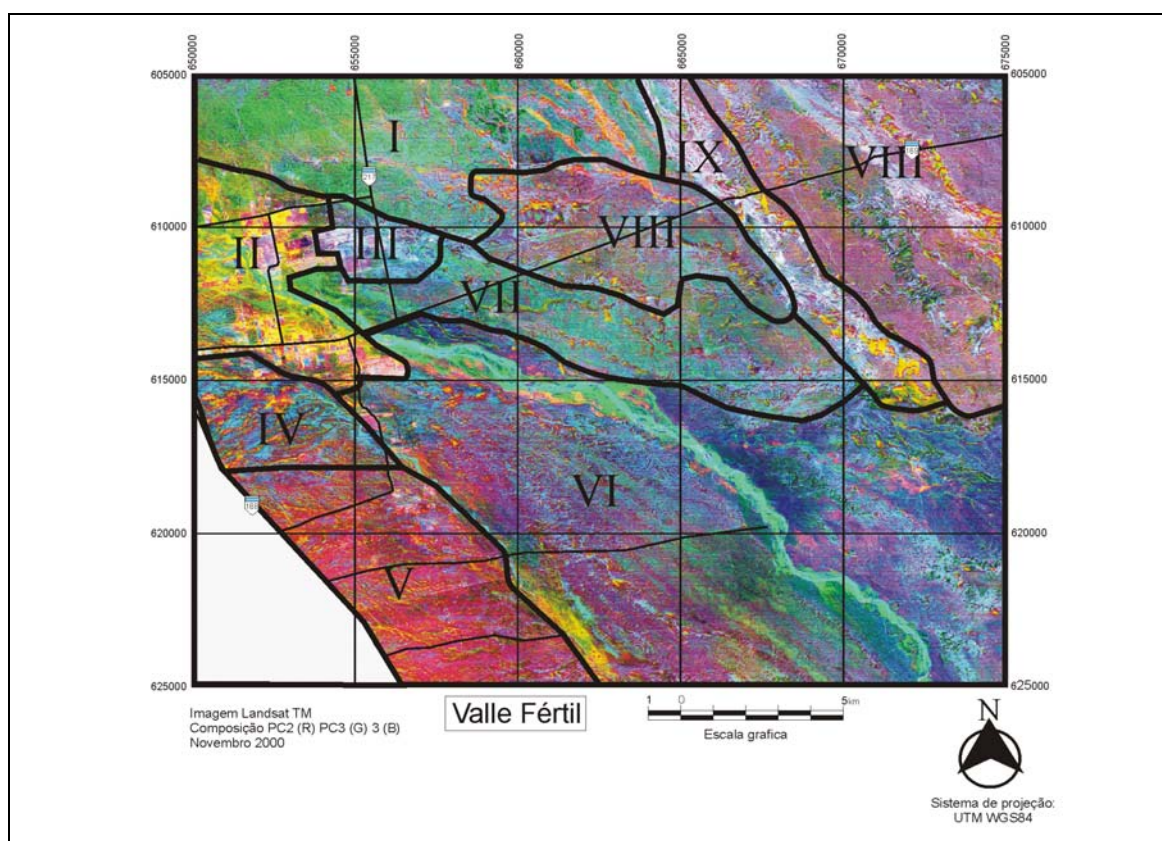 650000 655000 660000 665000 670000 675000
605000 605000
I IX VIII
213
610000 610000
II III VIII
VII
615000 615000
IV
VI
620000 620000
V
625000 625000
Imagem Landsat TM
Composição PC2 (R) PC3 (G) 3 (B)
Novembro 2000
Valle Fértil
1 0 5km
Escala grafica
N
Sistema de projeção:
UTM WGS84